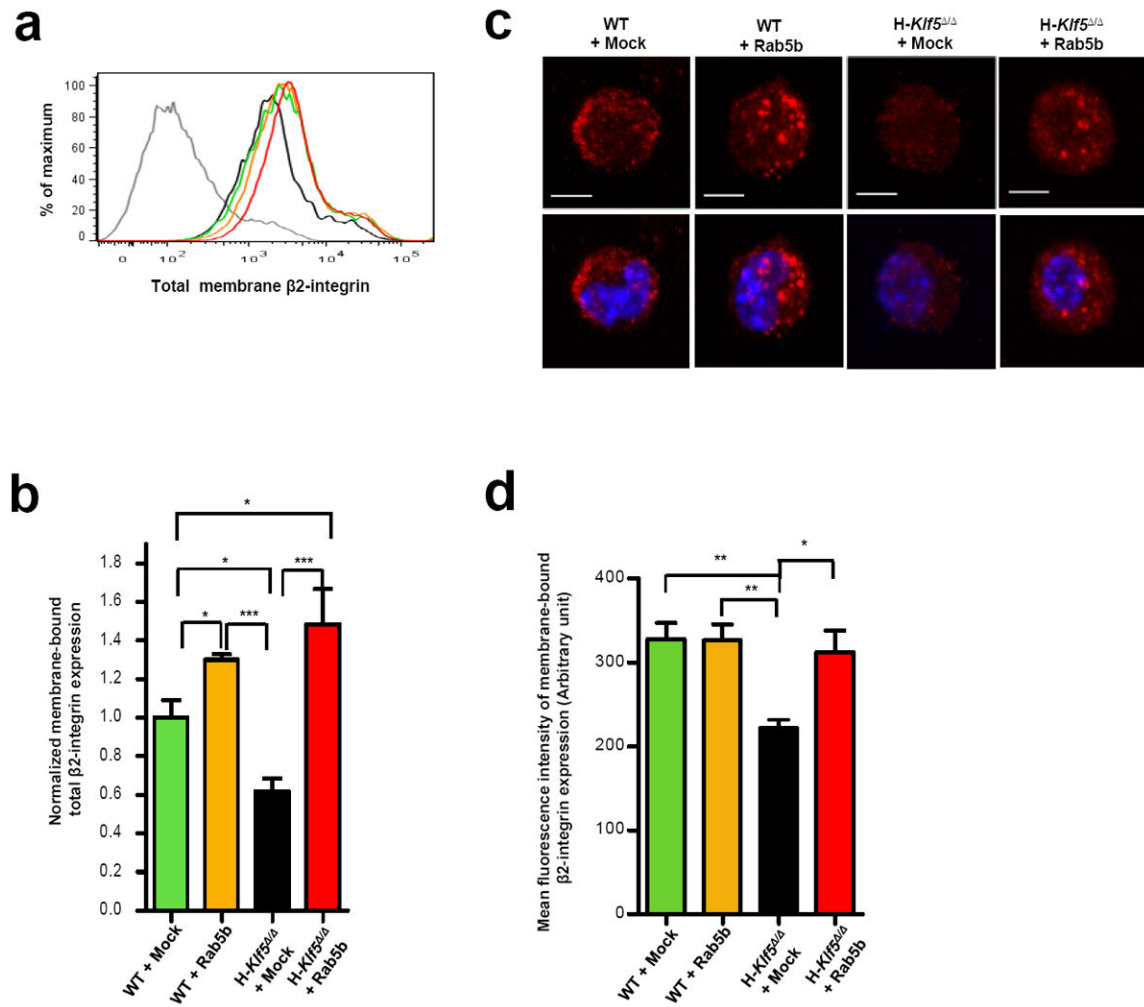 a
% of maximum
100
80
60
40
20
0
0 10² 10³ 10⁴ 10⁵
Total membrane β2-integrin
c
WT + Mock
WT + Rab5b
H-Klf5Δ/Δ + Mock
H-Klf5Δ/Δ + Rab5b
b
Normalized membrane-bound
total β2-integrin expression
1.8
1.6
1.4
1.2
1.0
0.8
0.6
0.4
0.2
0.0
*
*
***
*
***
WT + Mock
WT + Rab5b
H-Klf5Δ/Δ
+ Mock
H-Klf5Δ/Δ
+ Rab5b
d
Mean fluorescence intensity of membrane-bound
β2-integrin expression (Arbitrary unit)
400
300
200
100
0
**
*
**
WT + Mock
WT + Rab5b
H-Klf5Δ/Δ
+ Mock
H-Klf5Δ/Δ
+ Rab5b